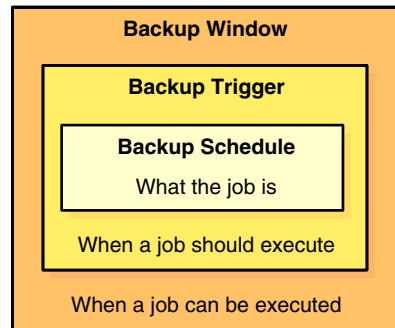 Backup Window
Backup Trigger
Backup Schedule
What the job is
When a job should execute
When a job can be executed